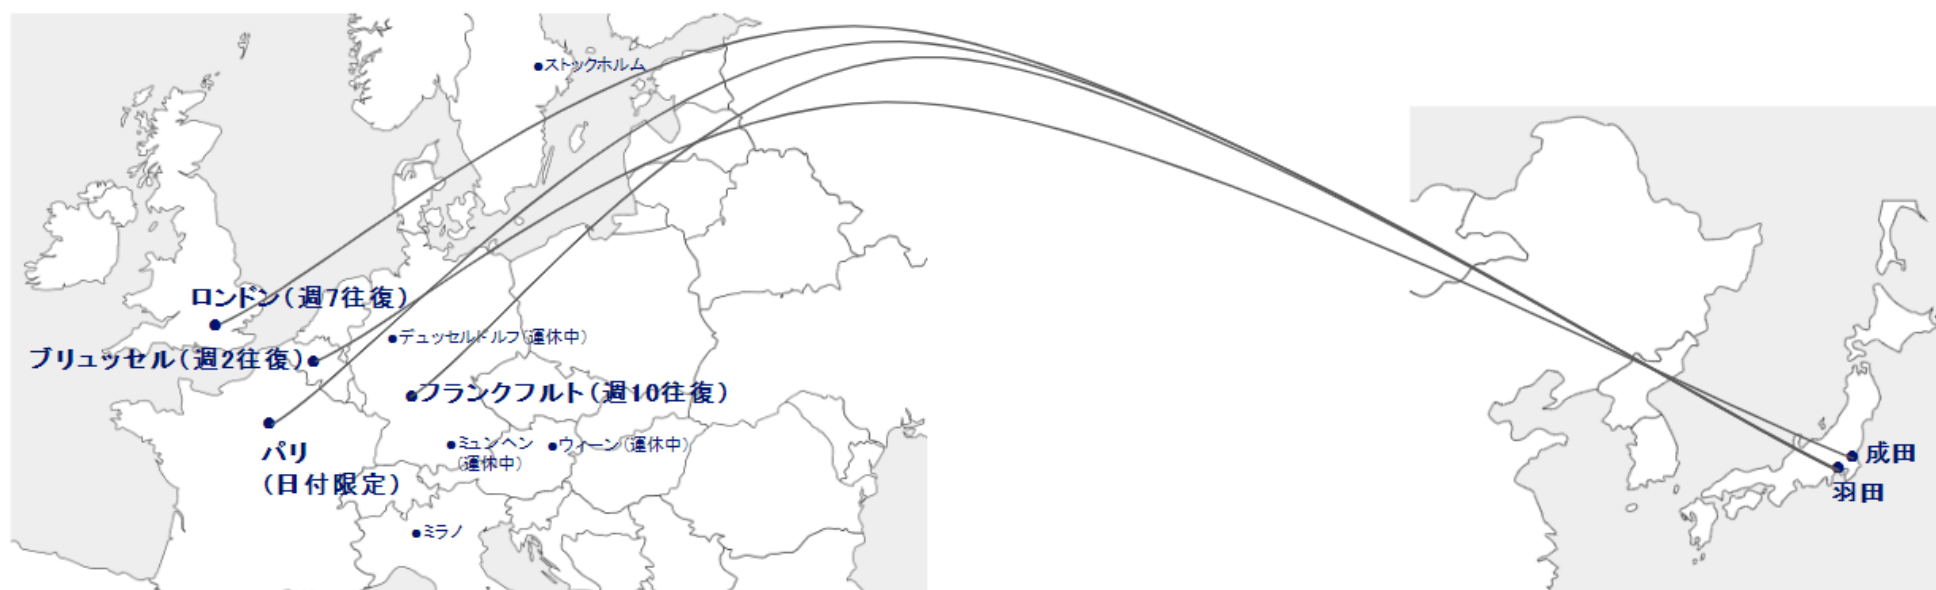 ストックホルム
ロンドン（週7往復）
デュッセルドルフ（運休中）
ブリュッセル（週2往復）
フランクフルト（週10往復）
パリ
（日付限定）
ミュンヘン
（運休中）
ウィーン（運休中）
ミラノ
成田
羽田